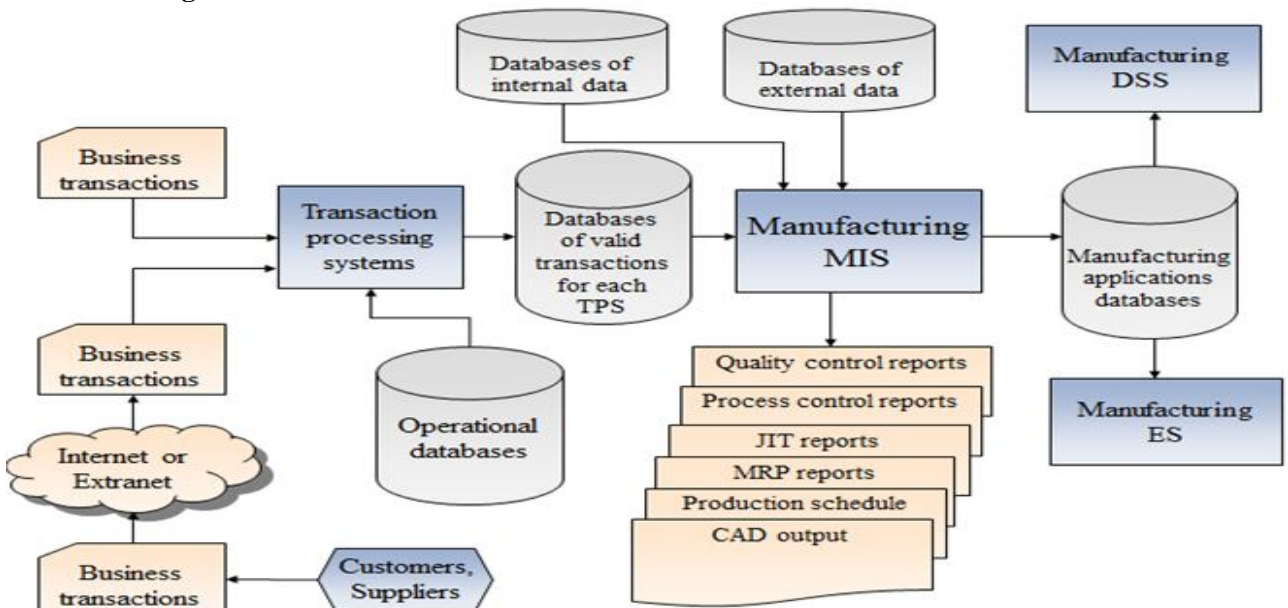 Databases of
internal data
Databases of
external data
Manufacturing
DSS
Business
transactions
Transaction
processing
systems
Databases
of valid
transactions
for each
TPS
Manufacturing
MIS
Manufacturing
applications
databases
Business
transactions
Operational
databases
Quality control reports
Process control reports
JIT reports
MRP reports
Production schedule
CAD output
Manufacturing
ES
Internet or
Extranet
Business
transactions
Customers,
Suppliers